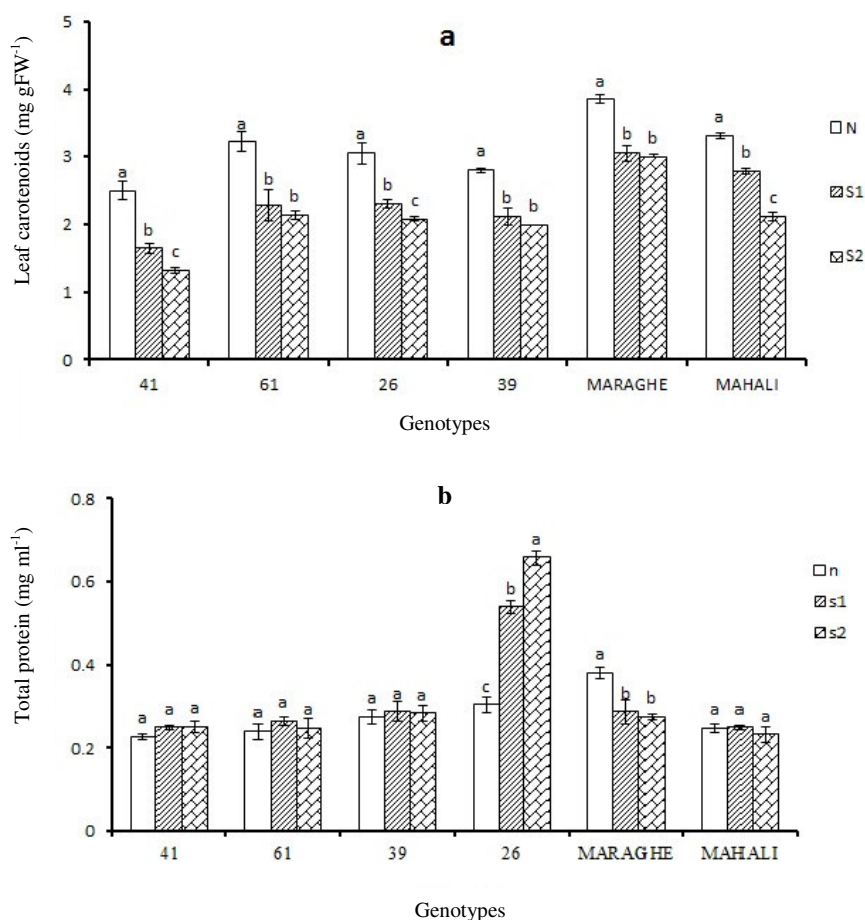 a
Leaf carotenoids (mg gFW-1)
5
4
3
2
1
0
a
b
c
a
b
b
a
b
c
a
b
b
a
b
b
a
b
c
N
S1
S2
41 61 26 39 MARAGHE MAHALI
Genotypes
b
Total protein (mg ml-1)
0.8
0.6
0.4
0.2
0
a a a
a a a
a a a
c b a
a b b
a a a
n
s1
s2
41 61 39 26 MARAGHE MAHALI
Genotypes